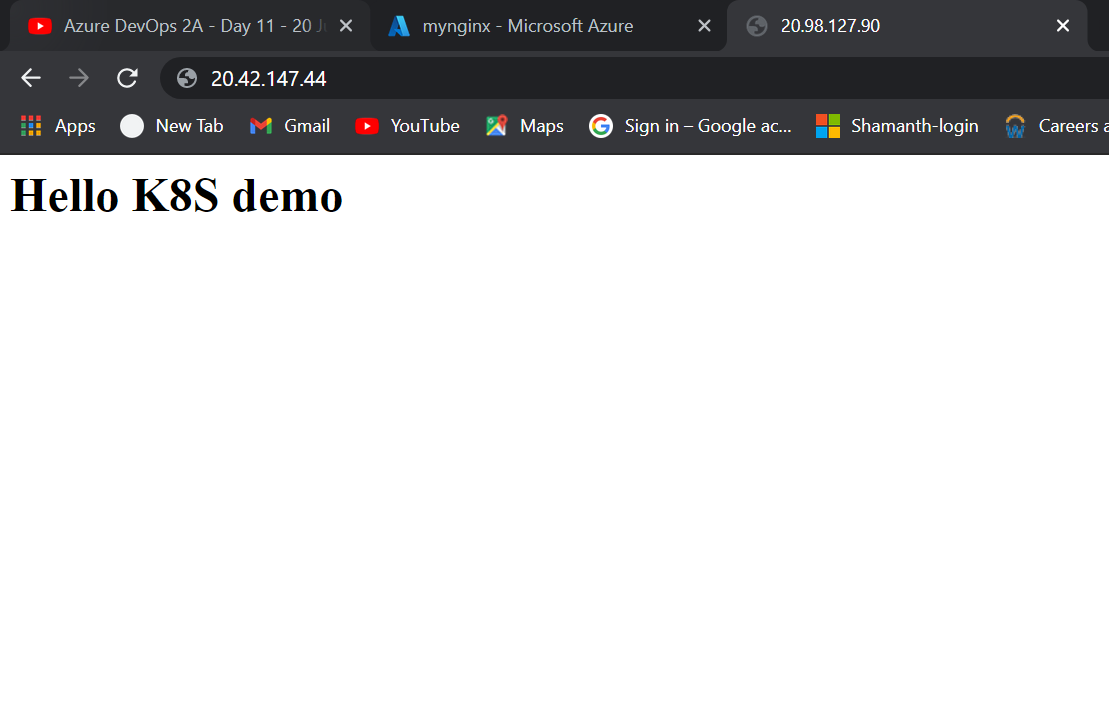 Azure DevOps 2A - Day 11 - 20 J
mynginx - Microsoft Azure
20.98.127.90
20.42.147.44
Apps New Tab Gmail YouTube Maps Sign in – Google ac... Shamanth-login Careers a
Hello K8S demo